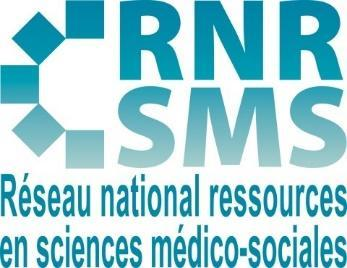 RNR
SMS
Réseau national ressources
en sciences médico-sociales